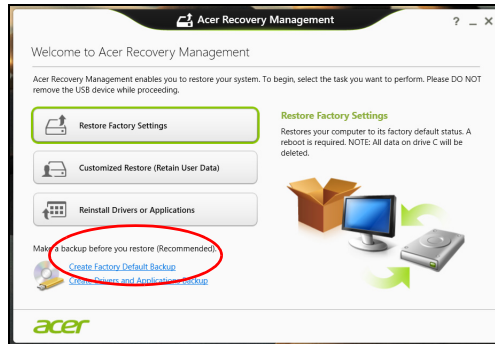 Acer Recovery Management
Welcome to Acer Recovery Management
Acer Recovery Management enables you to restore your system. To begin, select the task you want to perform. Please DO NOT
remove the USB device while proceeding.
Restore Factory Settings
Customized Restore (Retain User Data)
Reinstall Drivers or Applications
Restore Factory Settings
Restores your computer to its factory default status. A
reboot is required. NOTE: All data on drive C will be
deleted.
Make a backup before you restore (Recommended).
Create Factory Default Backup
Create Drivers and Applications Backup
acer